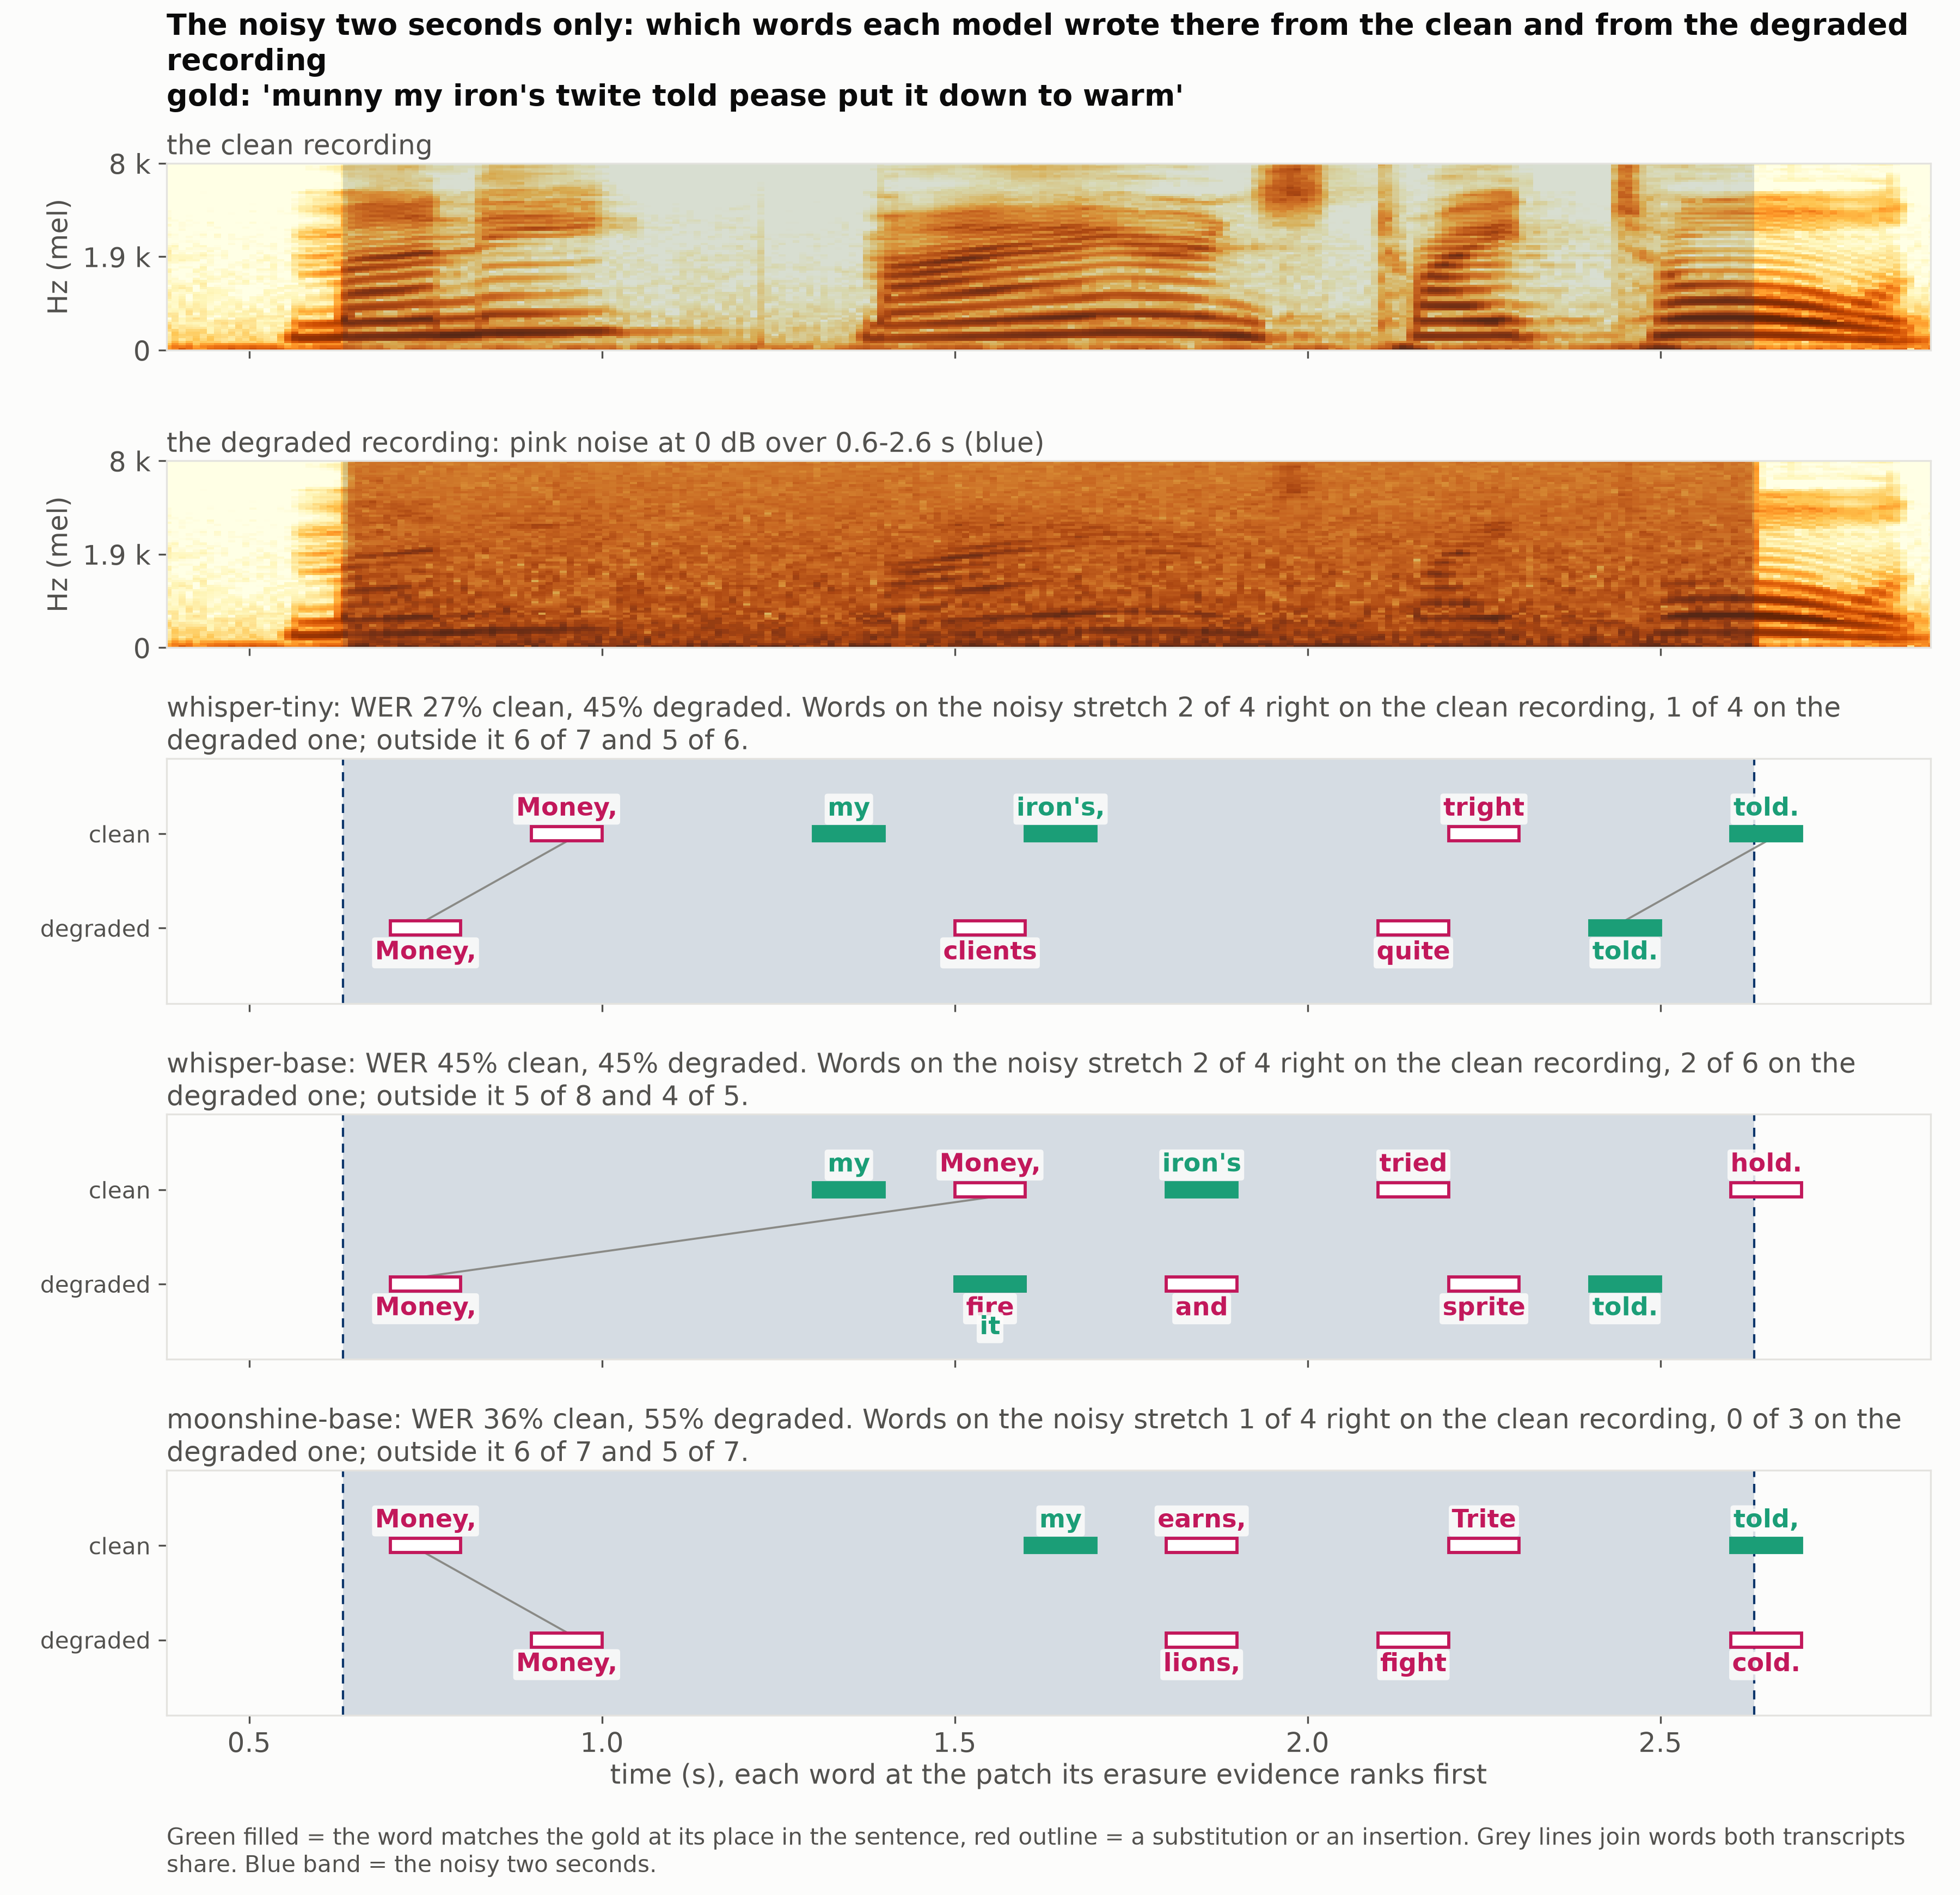 The noisy two seconds only: which words each model wrote there from the clean and from the degraded
recording
gold: 'munny my iron's twite told pease put it down to warm'
the clean recording
8 k
1.9 k
0
Hz (mel)
the degraded recording: pink noise at 0 dB over 0.6-2.6 s (blue)
8 k
1.9 k
0
Hz (mel)
whisper-tiny: WER 27% clean, 45% degraded. Words on the noisy stretch 2 of 4 right on the clean recording, 1 of 4 on the
degraded one; outside it 6 of 7 and 5 of 6.
Money, my iron's, tright told.
clean
degraded
Money, clients quite told.
whisper-base: WER 45% clean, 45% degraded. Words on the noisy stretch 2 of 4 right on the clean recording, 2 of 6 on the
degraded one; outside it 5 of 8 and 4 of 5.
my Money, iron's tried hold.
clean
degraded
Money, fire and sprite told.
it
moonshine-base: WER 36% clean, 55% degraded. Words on the noisy stretch 1 of 4 right on the clean recording, 0 of 3 on the
degraded one; outside it 6 of 7 and 5 of 7.
Money, my earns, Trite told,
clean
degraded
Money, lions, fight cold.
0.5 1.0 1.5 2.0 2.5
time (s), each word at the patch its erasure evidence ranks first
Green filled = the word matches the gold at its place in the sentence, red outline = a substitution or an insertion. Grey lines join words both transcripts
share. Blue band = the noisy two seconds.